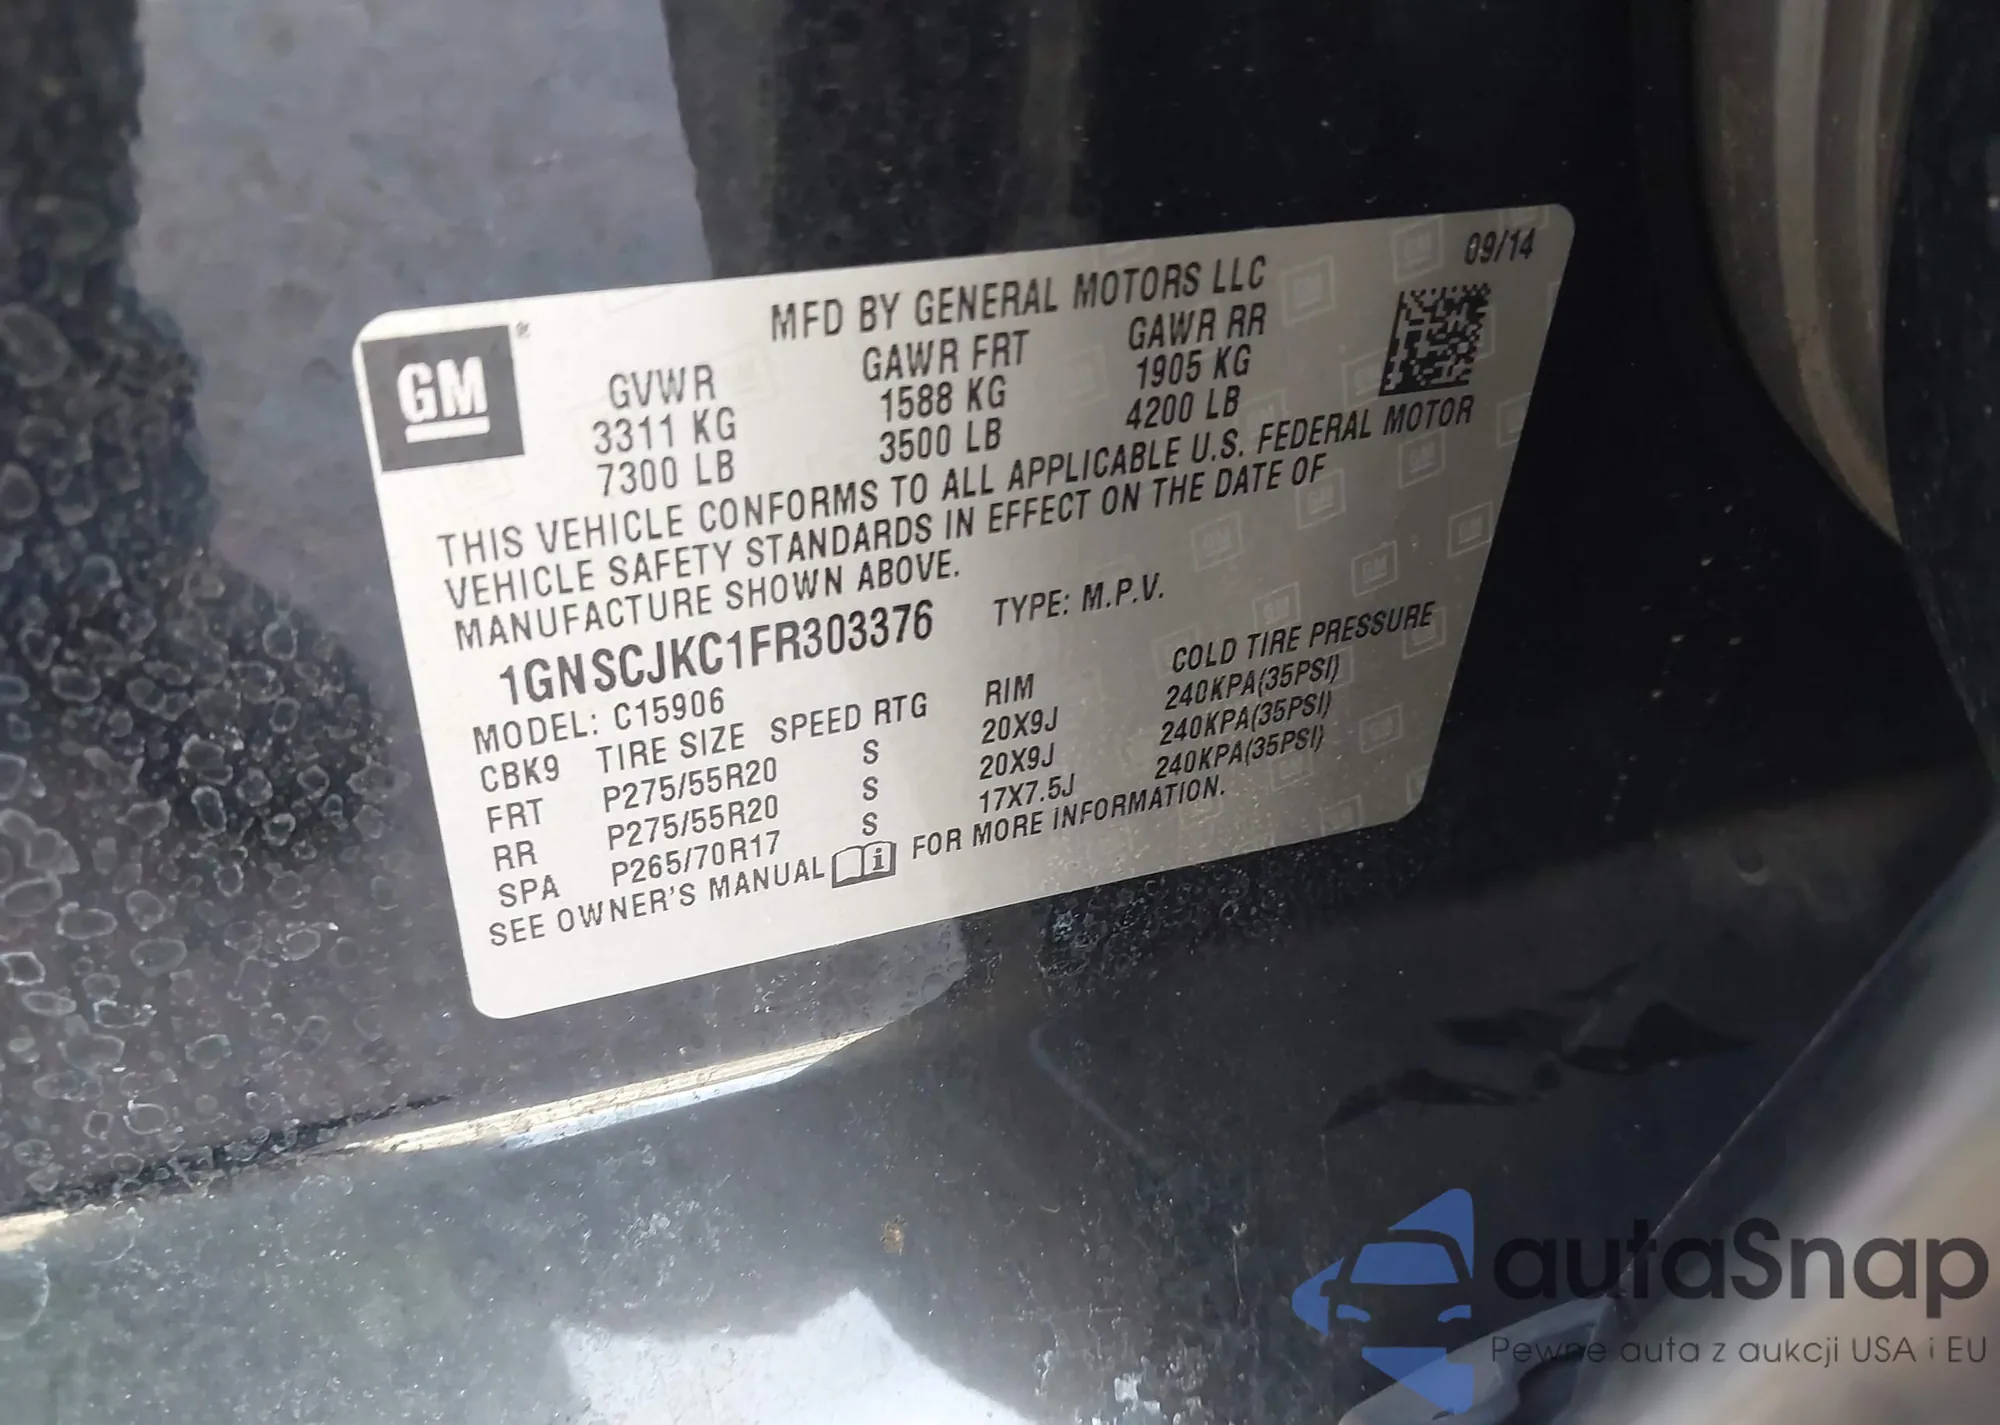 09/14
MFD BY GENERAL MOTORS LLC
GM®
GVWR GAWR FRT GAWR RR
3311 KG 1588 KG 1905 KG
7300 LB 3500 LB 4200 LB
THIS VEHICLE CONFORMS TO ALL APPLICABLE U.S. FEDERAL MOTOR
VEHICLE SAFETY STANDARDS IN EFFECT ON THE DATE OF
MANUFACTURE SHOWN ABOVE.
1GNSCJKC1FR303376 TYPE: M.P.V.
MODEL: C15906
CBK9 TIRE SIZE SPEED RTG RIM COLD TIRE PRESSURE
FRT P275/55R20 S 20X9J 240KPA(35PSI)
RR P275/55R20 S 20X9J 240KPA(35PSI)
SPA P265/70R17 S 17X7.5J 240KPA(35PSI)
SEE OWNER'S MANUAL i FOR MORE INFORMATION.
autaSnap
Pewne auta z aukcji USA i EU